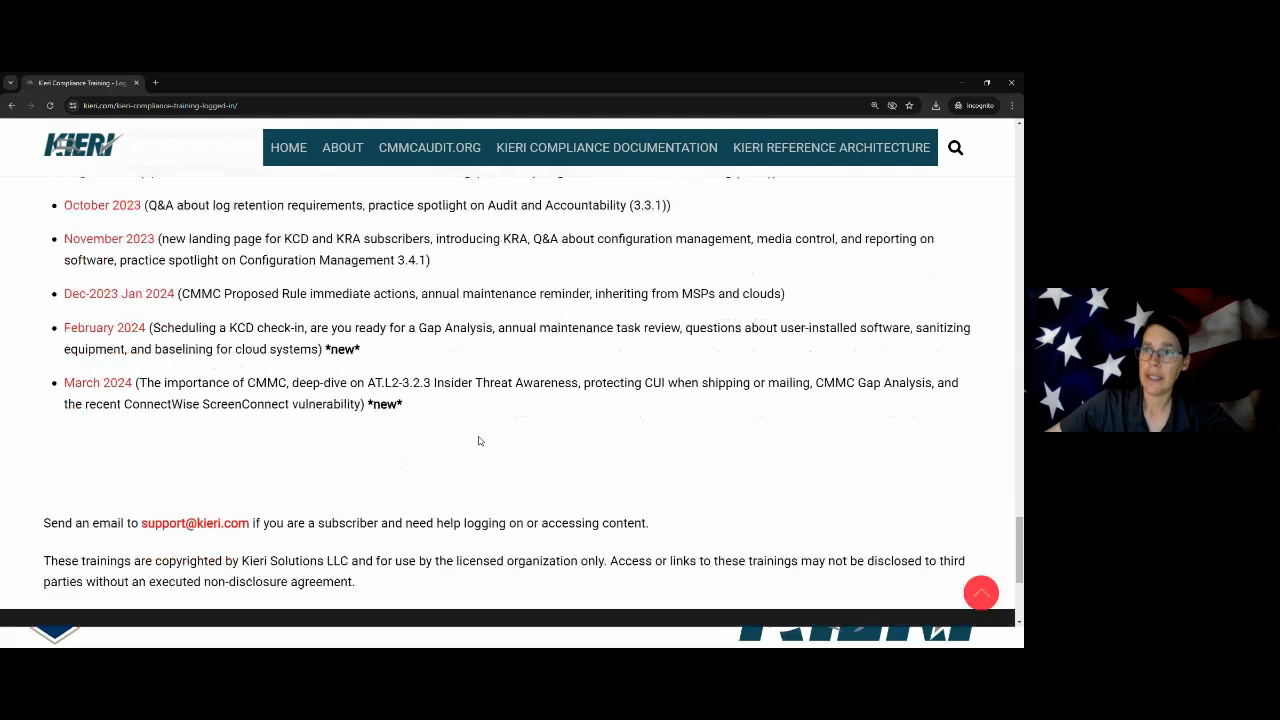 Kieri Compliance Training - Log
kieri.com/kieri-compliance-training-logged-in/
Incognito
KIERI
HOME ABOUT CMMCAUDIT.ORG KIERI COMPLIANCE DOCUMENTATION KIERI REFERENCE ARCHITECTURE
October 2023 (Q&A about log retention requirements, practice spotlight on Audit and Accountability (3.3.1))
November 2023 (new landing page for KCD and KRA subscribers, introducing KRA, Q&A about configuration management, media control, and reporting on
software, practice spotlight on Configuration Management 3.4.1)
Dec-2023 Jan 2024 (CMMC Proposed Rule immediate actions, annual maintenance reminder, inheriting from MSPs and clouds)
February 2024 (Scheduling a KCD check-in, are you ready for a Gap Analysis, annual maintenance task review, questions about user-installed software, sanitizing
equipment, and baselining for cloud systems) *new*
March 2024 (The importance of CMMC, deep-dive on AT.L2-3.2.3 Insider Threat Awareness, protecting CUI when shipping or mailing, CMMC Gap Analysis, and
the recent ConnectWise ScreenConnect vulnerability) *new*
Send an email to support@kieri.com if you are a subscriber and need help logging on or accessing content.
These trainings are copyrighted by Kieri Solutions LLC and for use by the licensed organization only. Access or links to these trainings may not be disclosed to third
parties without an executed non-disclosure agreement.